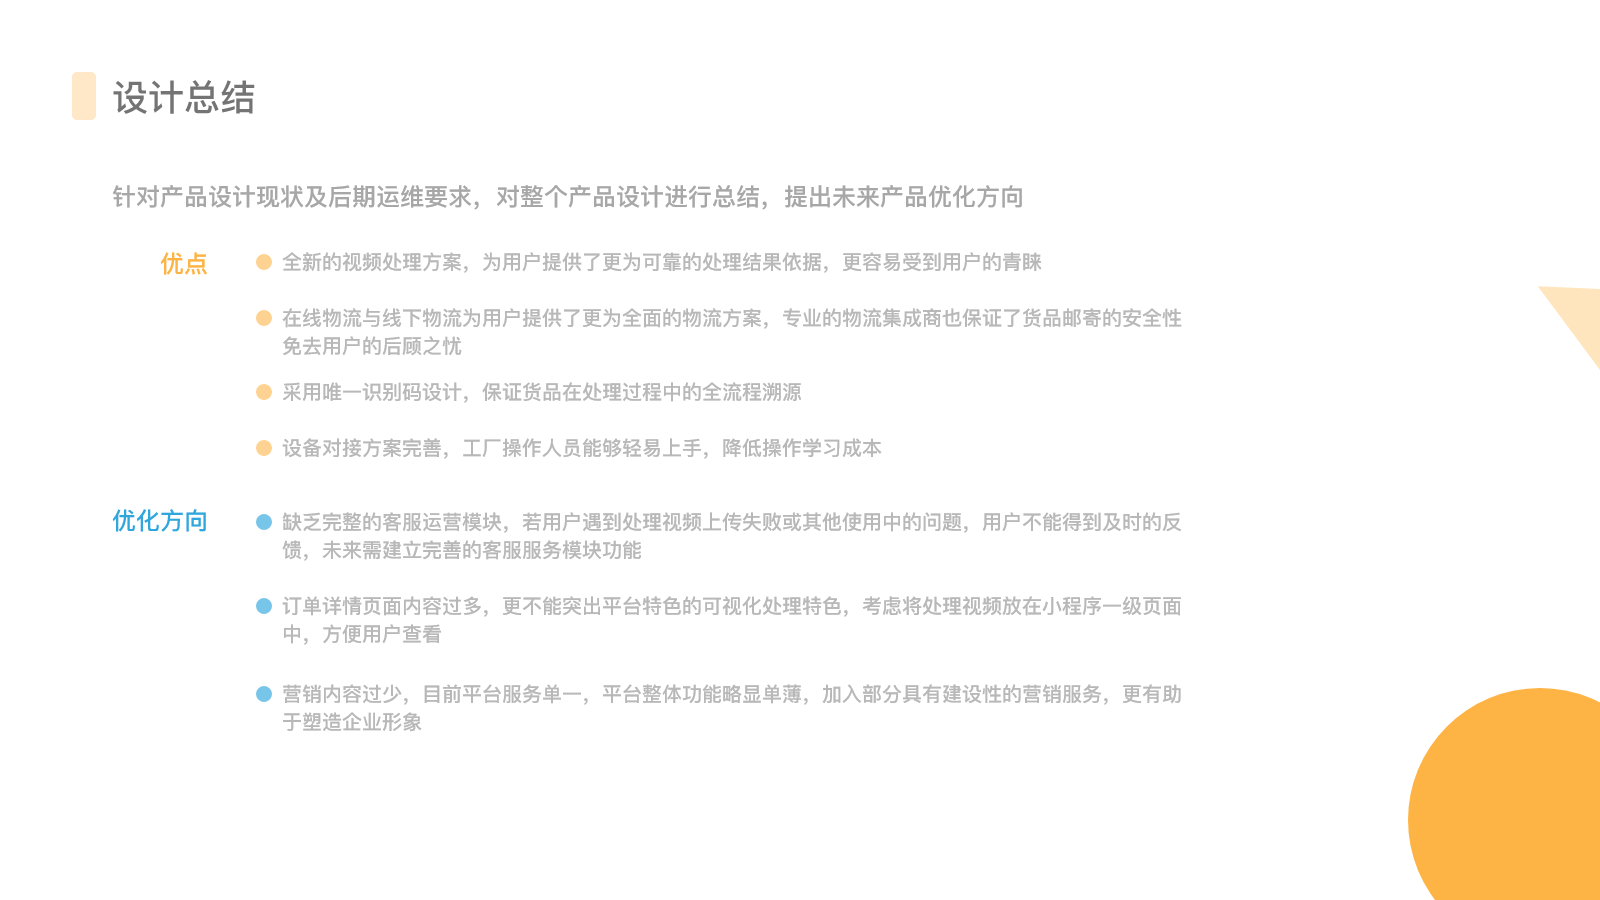 设计总结
针对产品设计现状及后期运维要求，对整个产品设计进行总结，提出未来产品优化方向
优点
全新的视频处理方案，为用户提供了更为可靠的处理结果依据，更容易受到用户的青睐
在线物流与线下物流为用户提供了更为全面的物流方案，专业的物流集成商也保证了货品邮寄的安全性
免去用户的后顾之忧
采用唯一识别码设计，保证货品在处理过程中的全流程溯源
设备对接方案完善，工厂操作人员能够轻易上手，降低操作学习成本
优化方向
缺乏完整的客服运营模块，若用户遇到处理视频上传失败或其他使用中的问题，用户不能得到及时的反
馈，未来需建立完善的客服服务模块功能
订单详情页面内容过多，更不能突出平台特色的可视化处理特色，考虑将处理视频放在小程序一级页面
中，方便用户查看
营销内容过少，目前平台服务单一，平台整体功能略显单薄，加入部分具有建设性的营销服务，更有助
于塑造企业形象